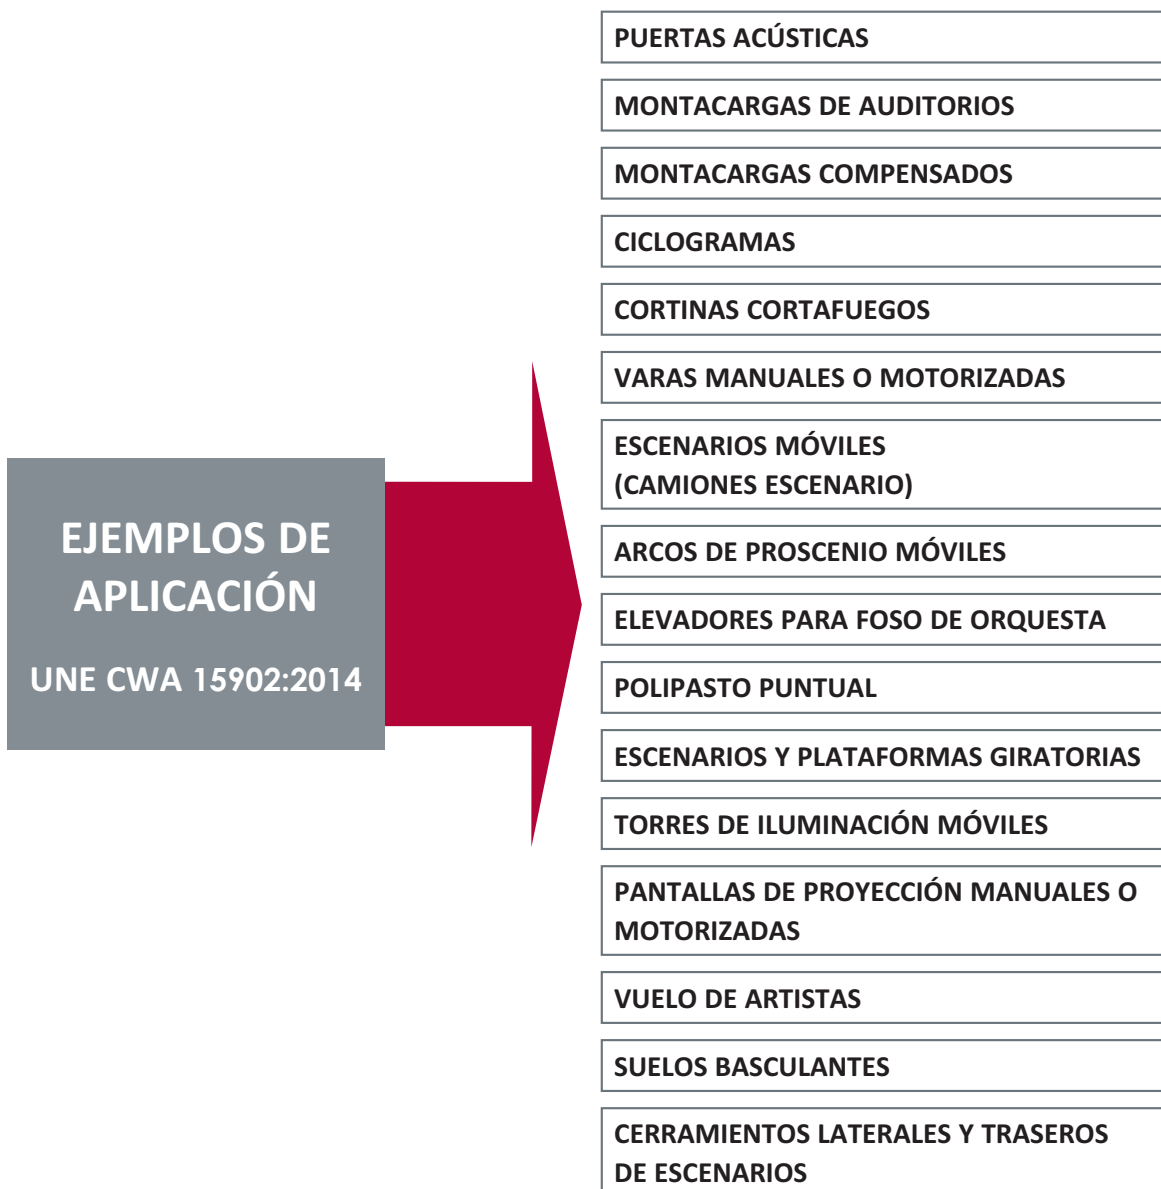 EJEMPLOS DE
APLICACIÓN
UNE CWA 15902:2014
PUERTAS ACÚSTICAS
MONTACARGAS DE AUDITORIOS
MONTACARGAS COMPENSADOS
CICLOGRAMAS
CORTINAS CORTAFUEGOS
VARAS MANUALES O MOTORIZADAS
ESCENARIOS MÓVILES
(CAMIONES ESCENARIO)
ARCOS DE PROSCENIO MÓVILES
ELEVADORES PARA FOSO DE ORQUESTA
POLIPASTO PUNTUAL
ESCENARIOS Y PLATAFORMAS GIRATORIAS
TORRES DE ILUMINACIÓN MÓVILES
PANTALLAS DE PROYECCIÓN MANUALES O
MOTORIZADAS
VUELO DE ARTISTAS
SUELOS BASCULANTES
CERRAMIENTOS LATERALES Y TRASEROS
DE ESCENARIOS